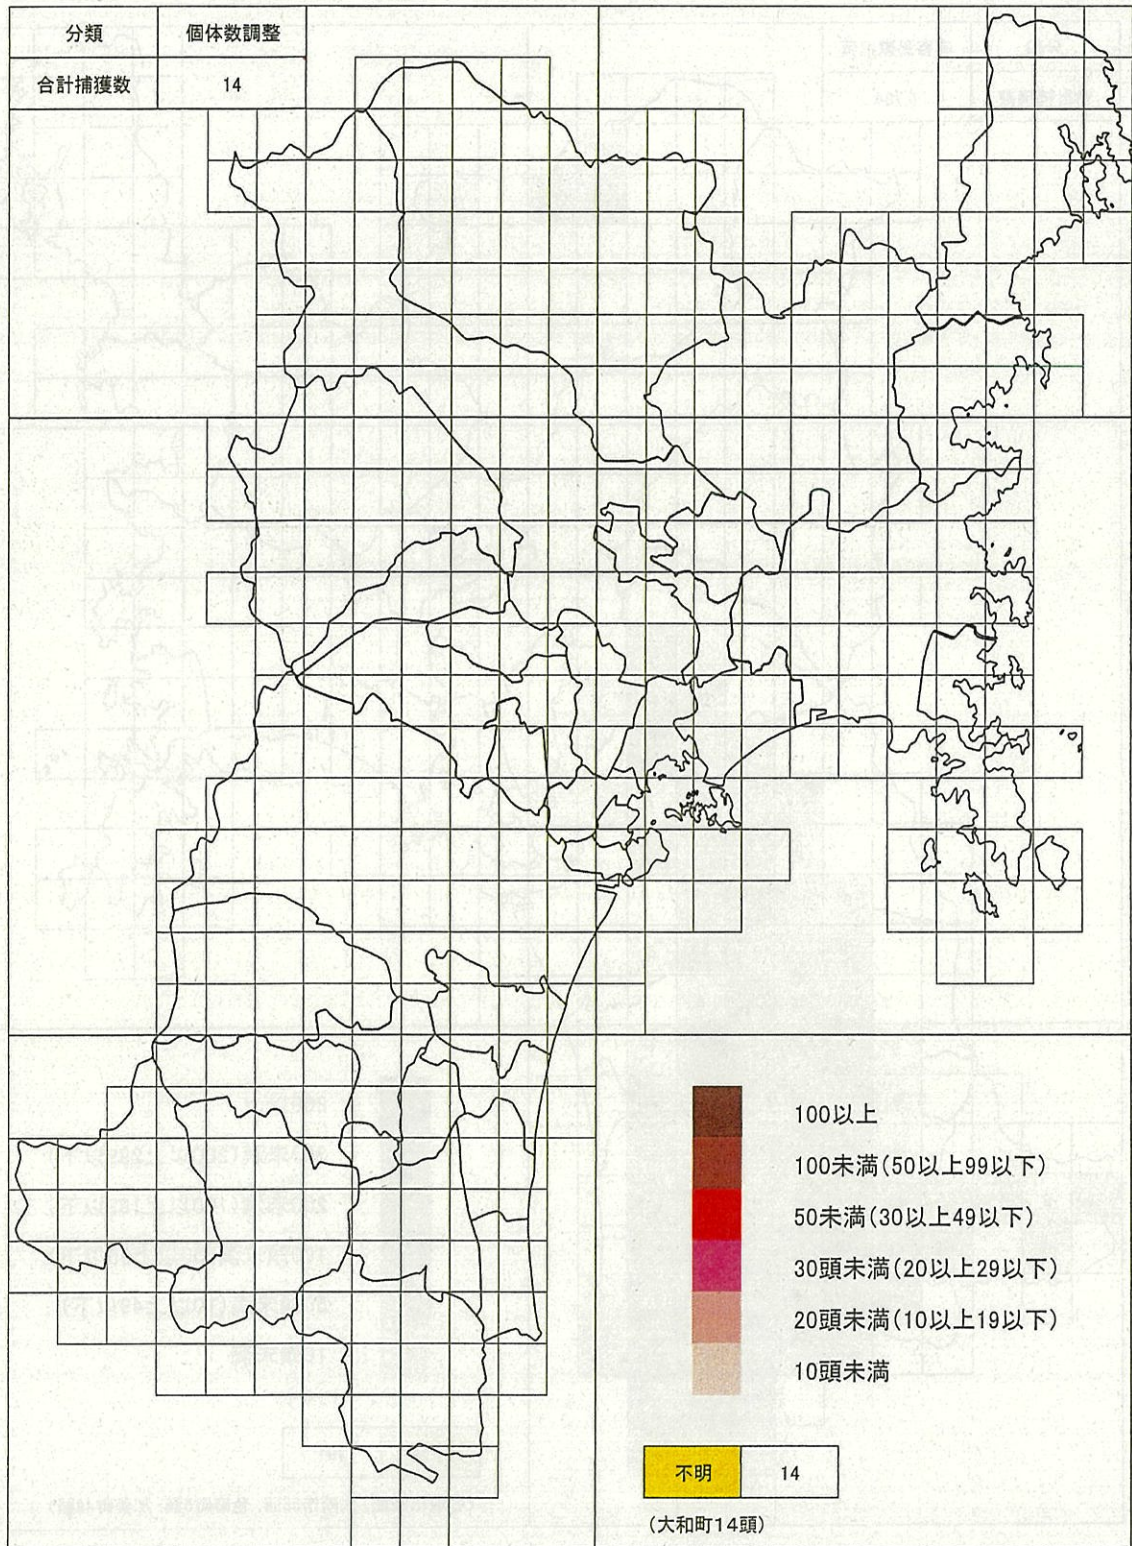 分類 個体数調整
合計捕獲数 14
100以上
100未満(50以上99以下)
50未満(30以上49以下)
30頭未満(20以上29以下)
20頭未満(10以上19以下)
10頭未満
不明 14
(大和町14頭)